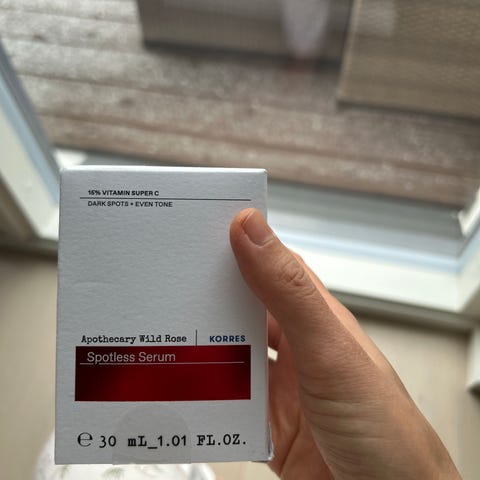 15% VITAMIN SUPER C
DARK SPOTS + EVEN TONE
Apothecary Wild Rose | KORRES
Spotless Serum
℮ 30 mL_1.01 FL.OZ.